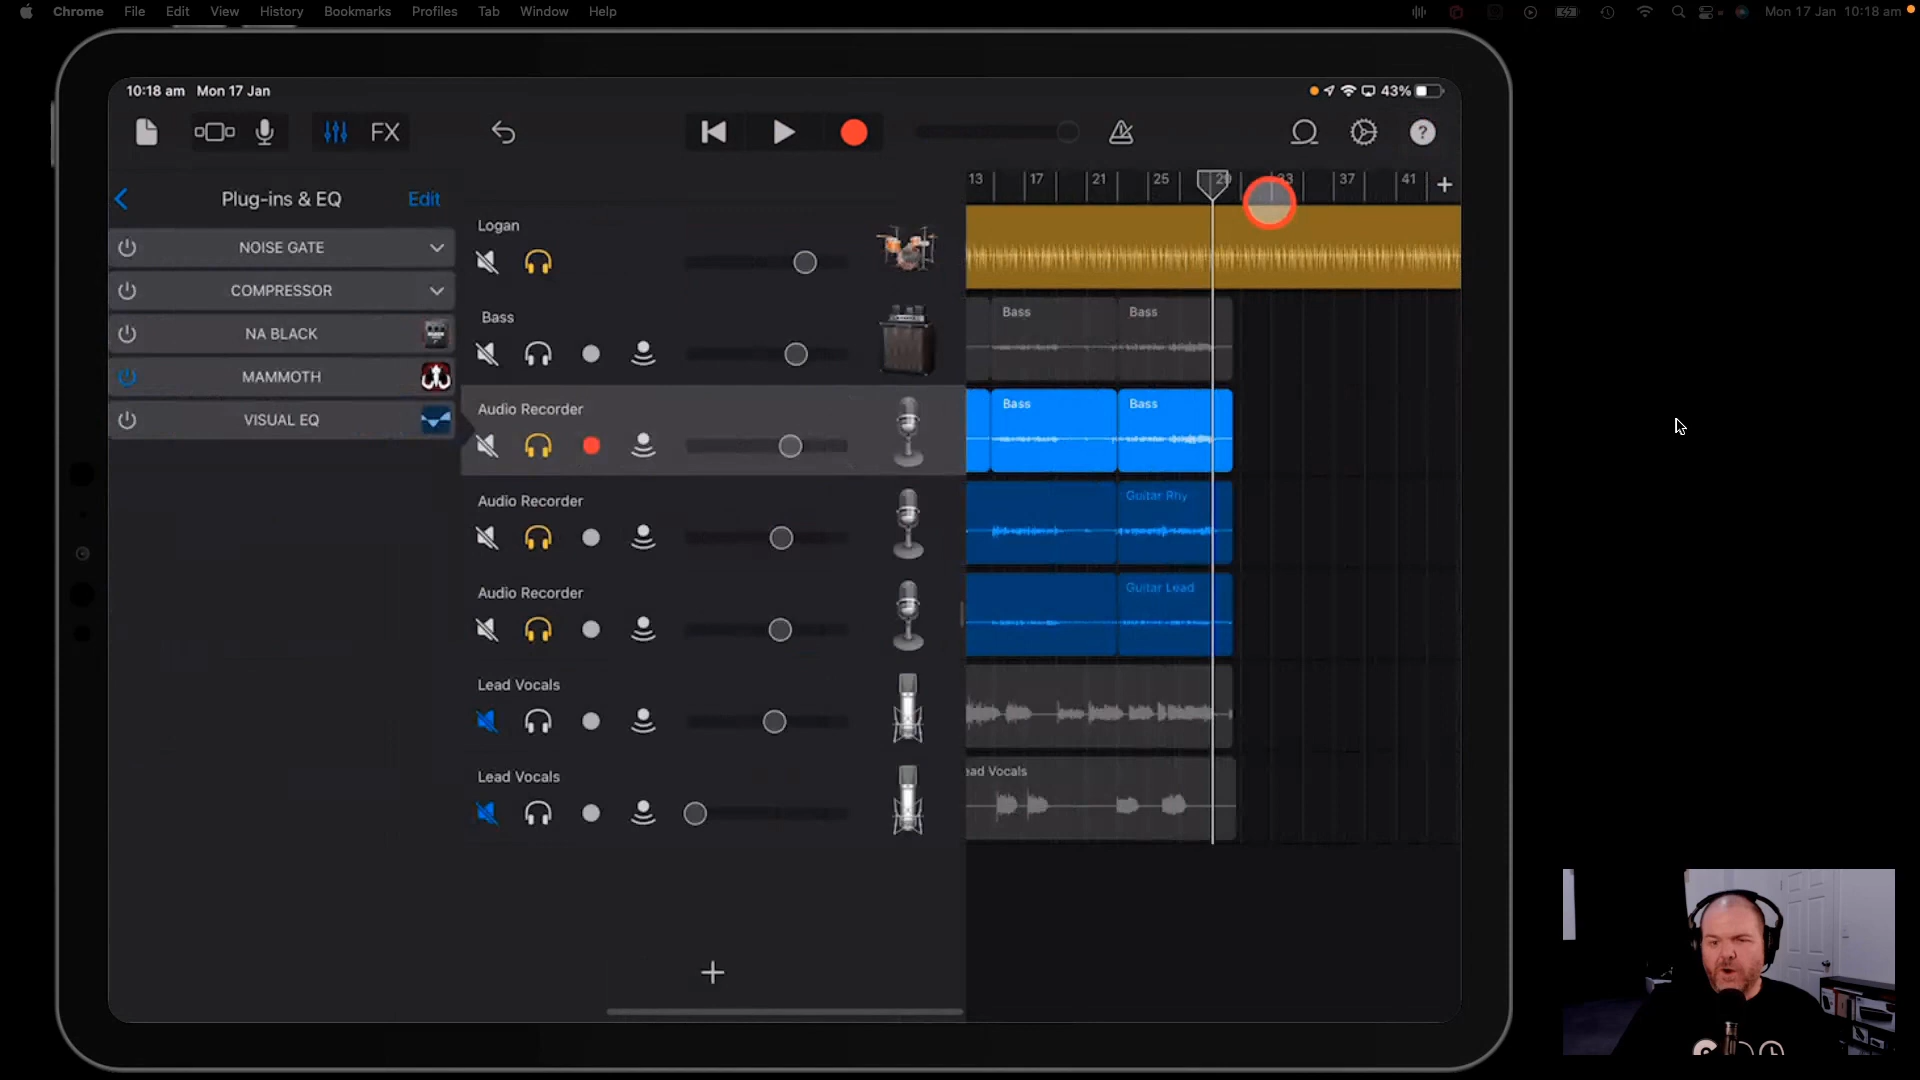 Chrome File Edit View History Bookmarks Profiles Tab Window Help
Mon 17 Jan 10:18 am
10:18 am Mon 17 Jan
43%
FX
?
Plug-ins & EQ
Edit
NOISE GATE
COMPRESSOR
NA BLACK
MAMMOTH
VISUAL EQ
13 17 21 25 29 33 37 41 +
Logan
Bass
Bass Bass
Audio Recorder
Bass Bass
Audio Recorder
Guitar Rhy
Audio Recorder
Guitar Lead
Lead Vocals
Lead Vocals
ead Vocals
+